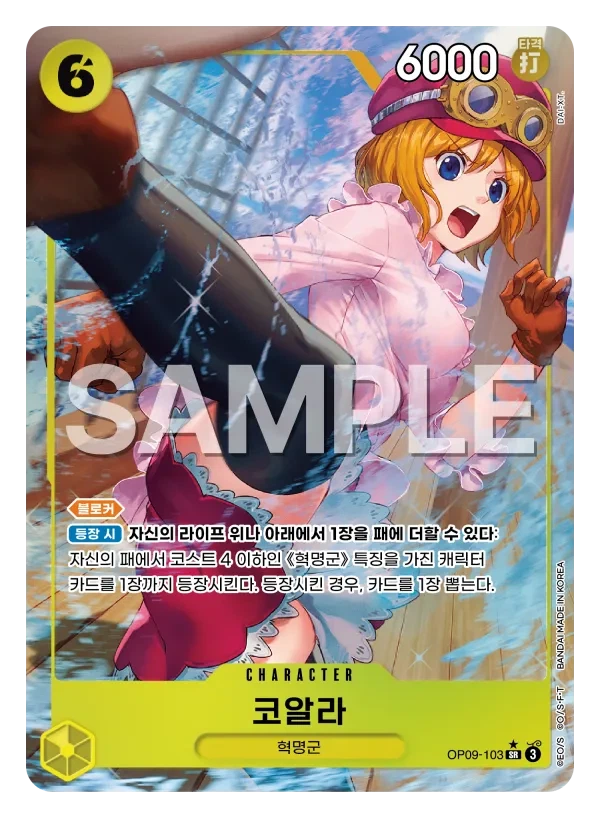 6
6000
타격
打
DAI-XT.
SAMPLE
블로커
등장 시 자신의 라이프 위나 아래에서 1장을 패에 더할 수 있다:
자신의 패에서 코스트 4 이하인 《혁명군》 특징을 가진 캐릭터
카드를 1장까지 등장시킨다. 등장시킨 경우, 카드를 1장 뽑는다.
CHARACTER
코알라
혁명군
OP09-103 ★ SR 3
©EO/S ©O/S·F·T BANDAI MADE IN KOREA